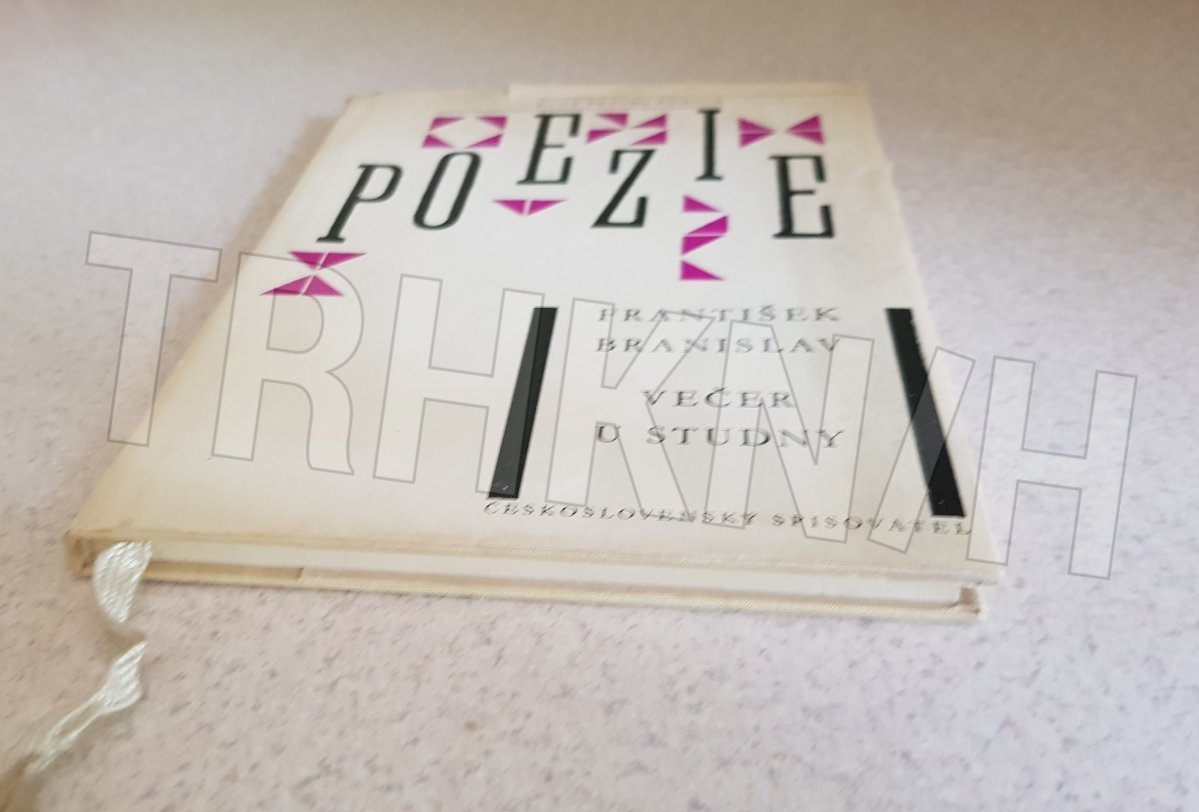 POEZIE
FRANTIŠEK
BRANISLAV
VEČER
U STUDNY
ČESKOSLOVENSKÝ SPISOVATEL
TRHKNIH